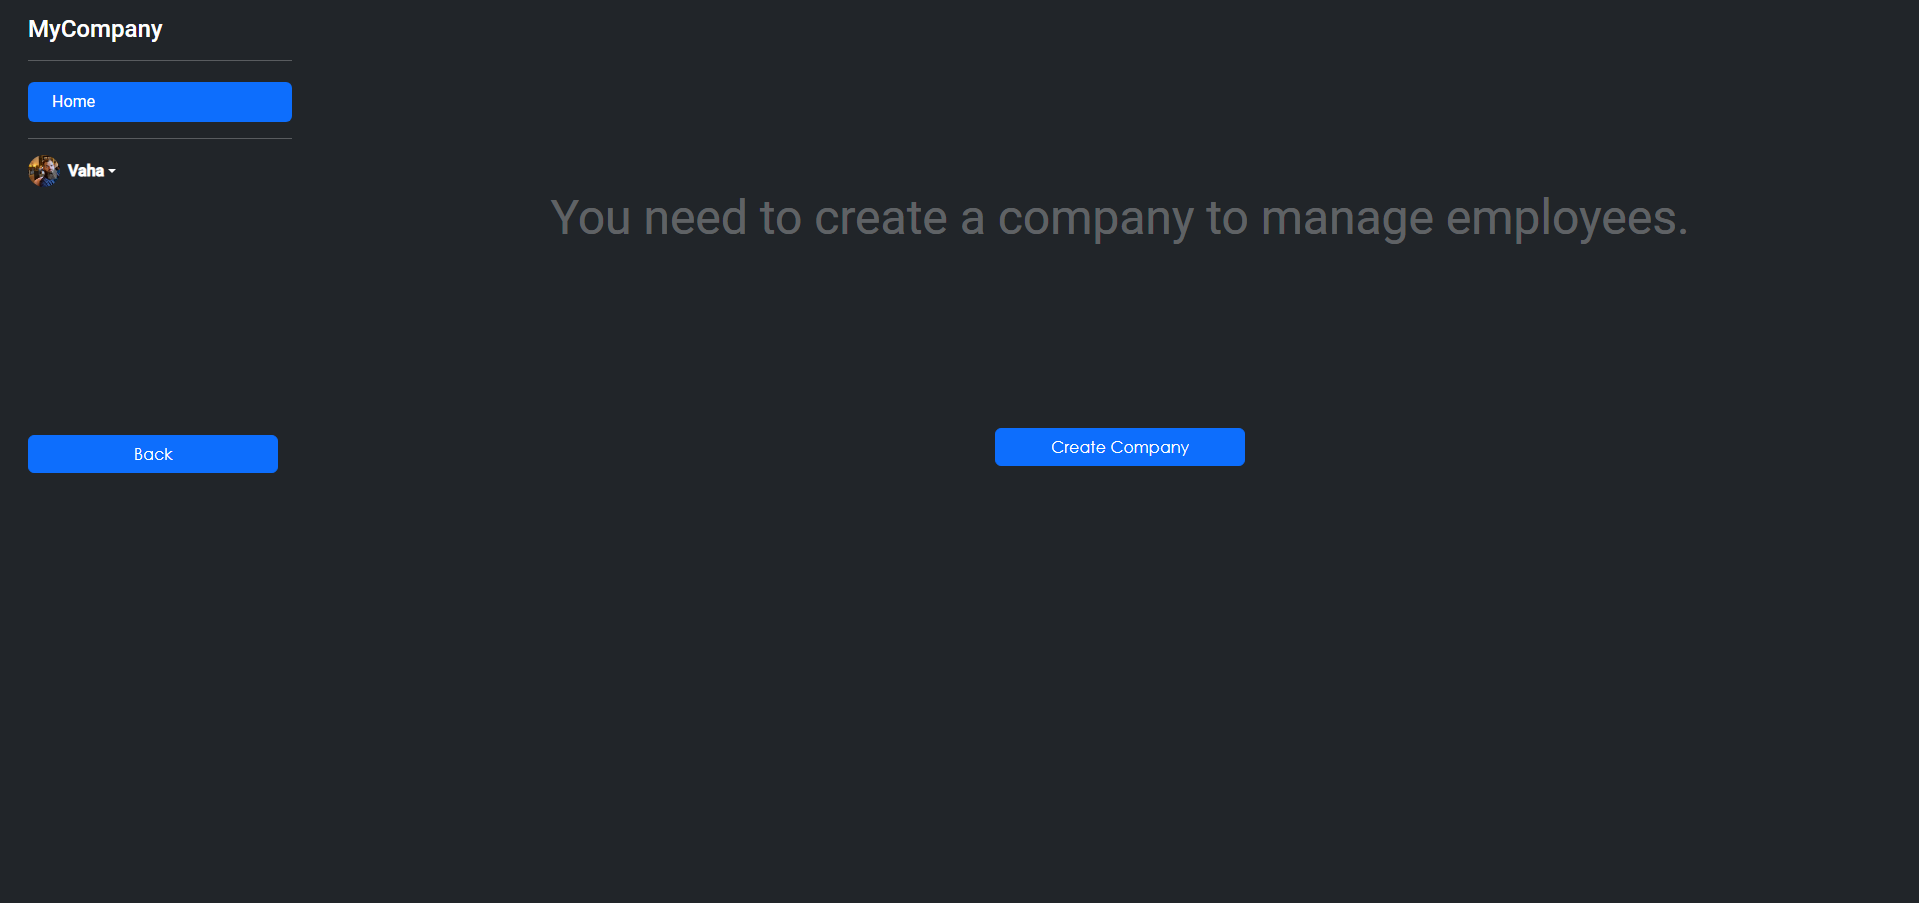 MyCompany
Home
Vaha
You need to create a company to manage employees.
Back
Create Company